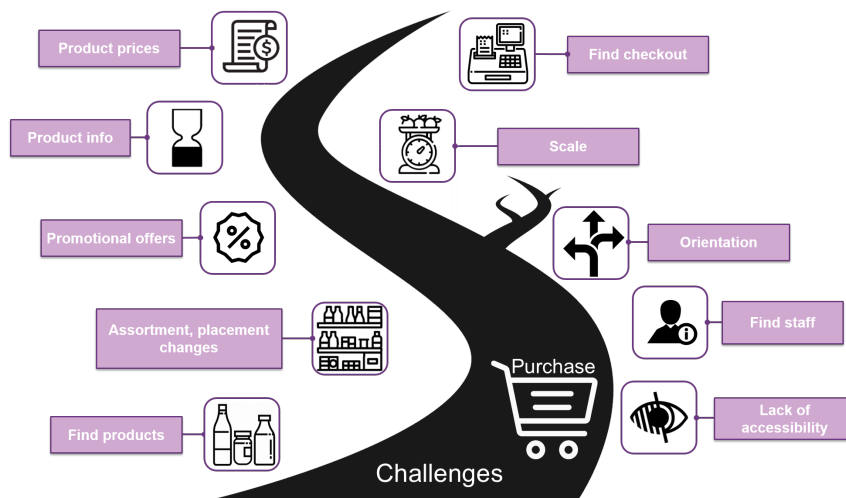 Product prices
Find checkout
Product info
Scale
Promotional offers
Orientation
Assortment, placement
changes
Find staff
Purchase
Find products
Lack of
accessibility
Challenges